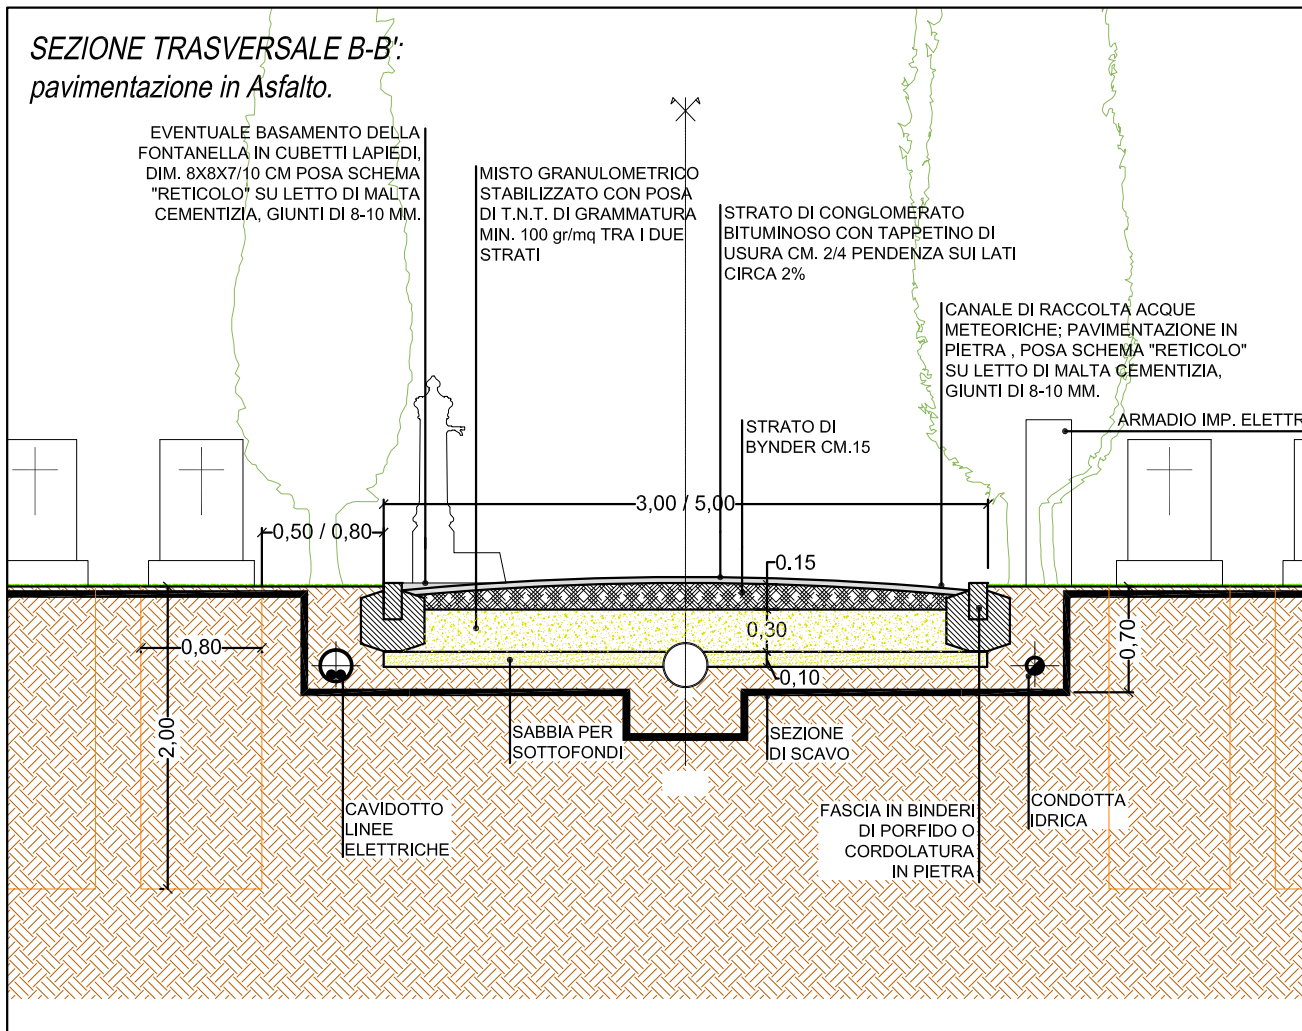 SEZIONE TRASVERSALE B-B':
pavimentazione in Asfalto.
EVENTUALE BASAMENTO DELLA
FONTANELLA IN CUBETTI LAPIEDI,
DIM. 8X8X7/10 CM POSA SCHEMA
"RETICOLO" SU LETTO DI MALTA
CEMENTIZIA, GIUNTI DI 8-10 MM.
MISTO GRANULOMETRICO
STABILIZZATO CON POSA
DI T.N.T. DI GRAMMATURA
MIN. 100 gr/mq TRA I DUE
STRATI
STRATO DI CONGLOMERATO
BITUMINOSO CON TAPPETINO DI
USURA CM. 2/4 PENDENZA SUI LATI
CIRCA 2%
CANALE DI RACCOLTA ACQUE
METEORICHE; PAVIMENTAZIONE IN
PIETRA , POSA SCHEMA "RETICOLO"
SU LETTO DI MALTA CEMENTIZIA,
GIUNTI DI 8-10 MM.
ARMADIO IMP. ELETTR
STRATO DI
BYNDER CM.15
3,00 / 5,00
0,50 / 0,80
0.15
0,30
0,10
0,80
0,70
2,00
SABBIA PER
SOTTOFONDI
SEZIONE
DI SCAVO
CAVIDOTTO
LINEE
ELETTRICHE
FASCIA IN BINDERI
DI PORFIDO O
CORDOLATURA
IN PIETRA
CONDOTTA
IDRICA